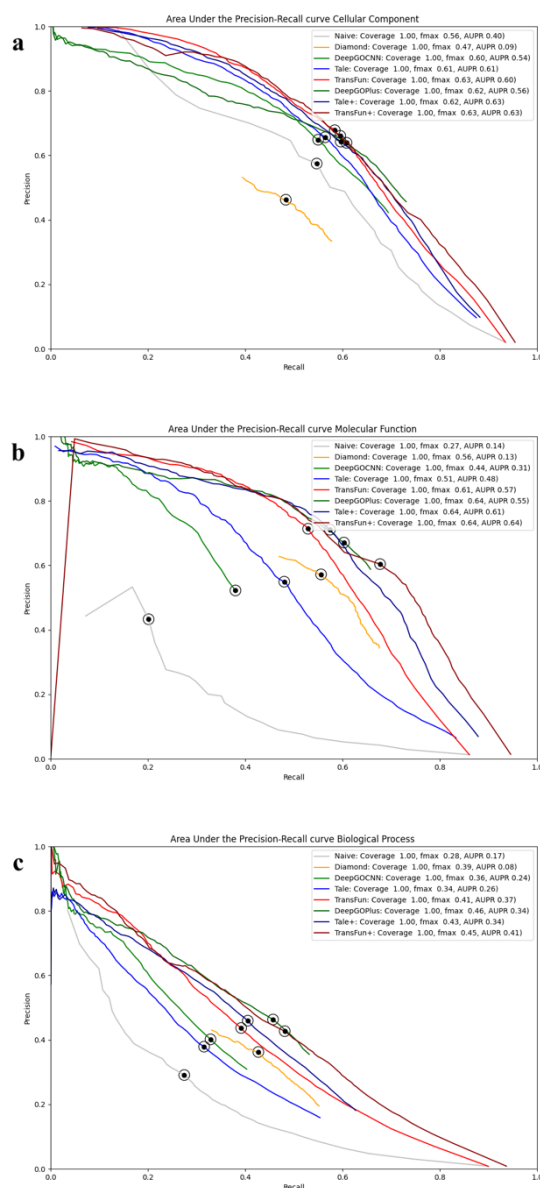 a
Area Under the Precision-Recall curve Cellular Component
Naive: Coverage 1.00, fmax 0.56, AUPR 0.40)
Diamond: Coverage 1.00, fmax 0.47, AUPR 0.09)
DeepGOCNN: Coverage 1.00, fmax 0.60, AUPR 0.54)
Tale: Coverage 1.00, fmax 0.61, AUPR 0.61)
TransFun: Coverage 1.00, fmax 0.63, AUPR 0.60)
DeepGOPlus: Coverage 1.00, fmax 0.62, AUPR 0.56)
Tale+: Coverage 1.00, fmax 0.62, AUPR 0.63)
TransFun+: Coverage 1.00, fmax 0.63, AUPR 0.63)
1.0
0.8
0.6
0.4
0.2
0.0
Precision
0.0 0.2 0.4 0.6 0.8 1.0
Recall
b
Area Under the Precision-Recall curve Molecular Function
Naive: Coverage 1.00, fmax 0.27, AUPR 0.14)
Diamond: Coverage 1.00, fmax 0.56, AUPR 0.13)
DeepGOCNN: Coverage 1.00, fmax 0.44, AUPR 0.31)
Tale: Coverage 1.00, fmax 0.51, AUPR 0.48)
TransFun: Coverage 1.00, fmax 0.61, AUPR 0.57)
DeepGOPlus: Coverage 1.00, fmax 0.64, AUPR 0.55)
Tale+: Coverage 1.00, fmax 0.64, AUPR 0.61)
TransFun+: Coverage 1.00, fmax 0.64, AUPR 0.64)
1.0
0.8
0.6
0.4
0.2
0.0
Precision
0.0 0.2 0.4 0.6 0.8 1.0
Recall
c
Area Under the Precision-Recall curve Biological Process
Naive: Coverage 1.00, fmax 0.28, AUPR 0.17)
Diamond: Coverage 1.00, fmax 0.39, AUPR 0.08)
DeepGOCNN: Coverage 1.00, fmax 0.36, AUPR 0.24)
Tale: Coverage 1.00, fmax 0.34, AUPR 0.26)
TransFun: Coverage 1.00, fmax 0.41, AUPR 0.37)
DeepGOPlus: Coverage 1.00, fmax 0.46, AUPR 0.34)
Tale+: Coverage 1.00, fmax 0.43, AUPR 0.34)
TransFun+: Coverage 1.00, fmax 0.45, AUPR 0.41)
1.0
0.8
0.6
0.4
0.2
0.0
Precision
0.0 0.2 0.4 0.6 0.8 1.0
Recall